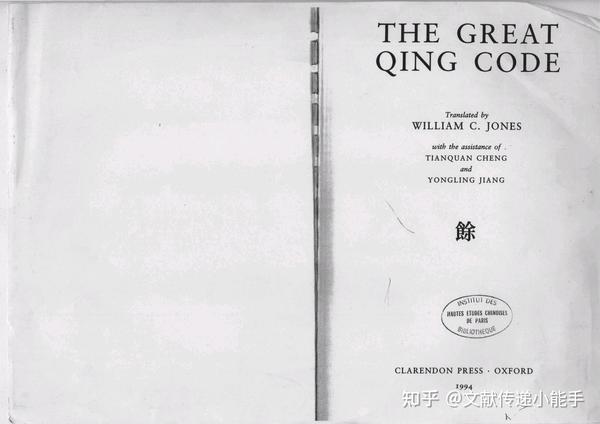 THE GREAT
QING CODE
Translated by
WILLIAM C. JONES
with the assistance of
TIANQUAN CHENG
and
YONGLING JIANG
餘
INSTITUT DES
HAUTES ETUDES CHINOISES
DE PARIS
BIBLIOTHEQUE
CLARENDON PRESS · OXFORD
1994
知乎 @文献传递小能手